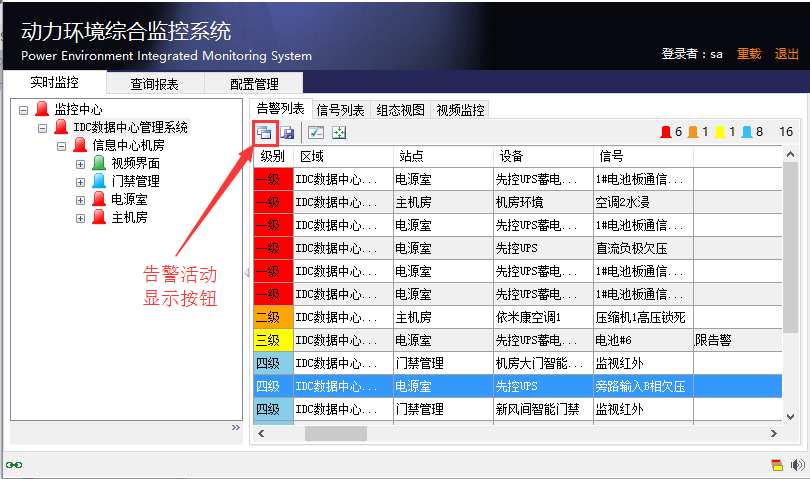 动力环境综合监控系统
Power Environment Integrated Monitoring System
登录者：sa 重载 退出
实时监控 查询报表 配置管理
监控中心
IDC数据中心管理系统
信息中心机房
视频界面
门禁管理
电源室
主机房
告警活动
显示按钮
告警列表 信号列表 组态视图 视频监控
6 1 1 8 16
级别 区域 站点 设备 信号
一级 IDC数据中心... 电源室 先控UPS蓄电... 1#电池板通信...
一级 IDC数据中心... 主机房 机房环境 空调2水浸
一级 IDC数据中心... 电源室 先控UPS蓄电... 1#电池板通信...
一级 IDC数据中心... 电源室 先控UPS 直流负极欠压
一级 IDC数据中心... 电源室 先控UPS蓄电... 1#电池板通信...
一级 IDC数据中心... 电源室 先控UPS蓄电... 1#电池板通信...
二级 IDC数据中心... 主机房 依米康空调1 压缩机1高压锁死
三级 IDC数据中心... 电源室 先控UPS蓄电... 电池#6 限告警
四级 IDC数据中心... 门禁管理 机房大门智能... 监视红外
四级 IDC数据中心... 电源室 先控UPS 旁路输入B相欠压
四级 IDC数据中心... 门禁管理 新风间智能门禁 监视红外